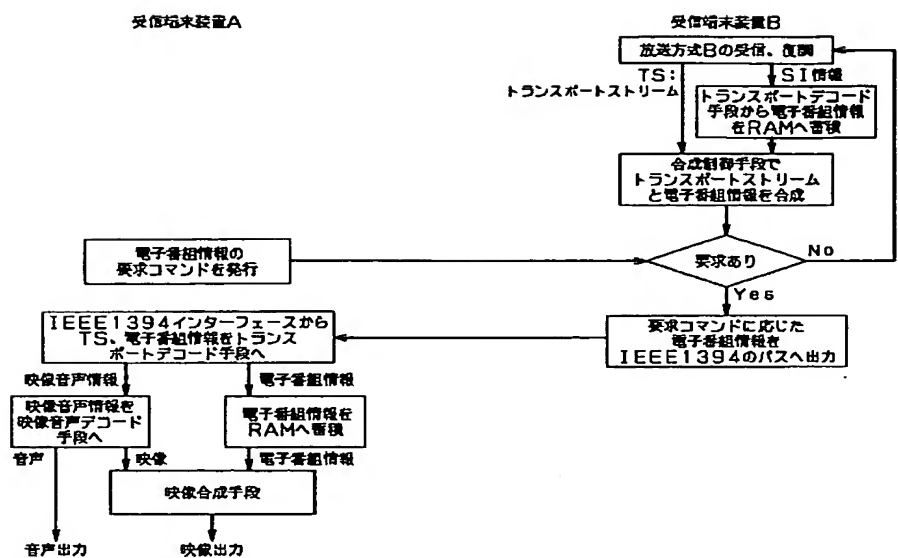 受信端末装置A
受信端末装置B
放送方式Bの受信、復調
TS:
トランスポートストリーム
SI情報
トランスポートデコード
手段から電子番組情報
をRAMへ蓄積
合成制御手段で
トランスポートストリーム
と電子番組情報を合成
電子番組情報の
要求コマンドを発行
要求あり
No
Yes
IEEE1394インターフェースから
TS、電子番組情報をトランス
ポートデコード手段へ
要求コマンドに応じた
電子番組情報を
IEEE1394のバスへ出力
映像音声情報
電子番組情報
映像音声情報を
映像音声デコード
手段へ
電子番組情報を
RAMへ蓄積
音声
映像
電子番組情報
映像合成手段
音声出力
映像出力